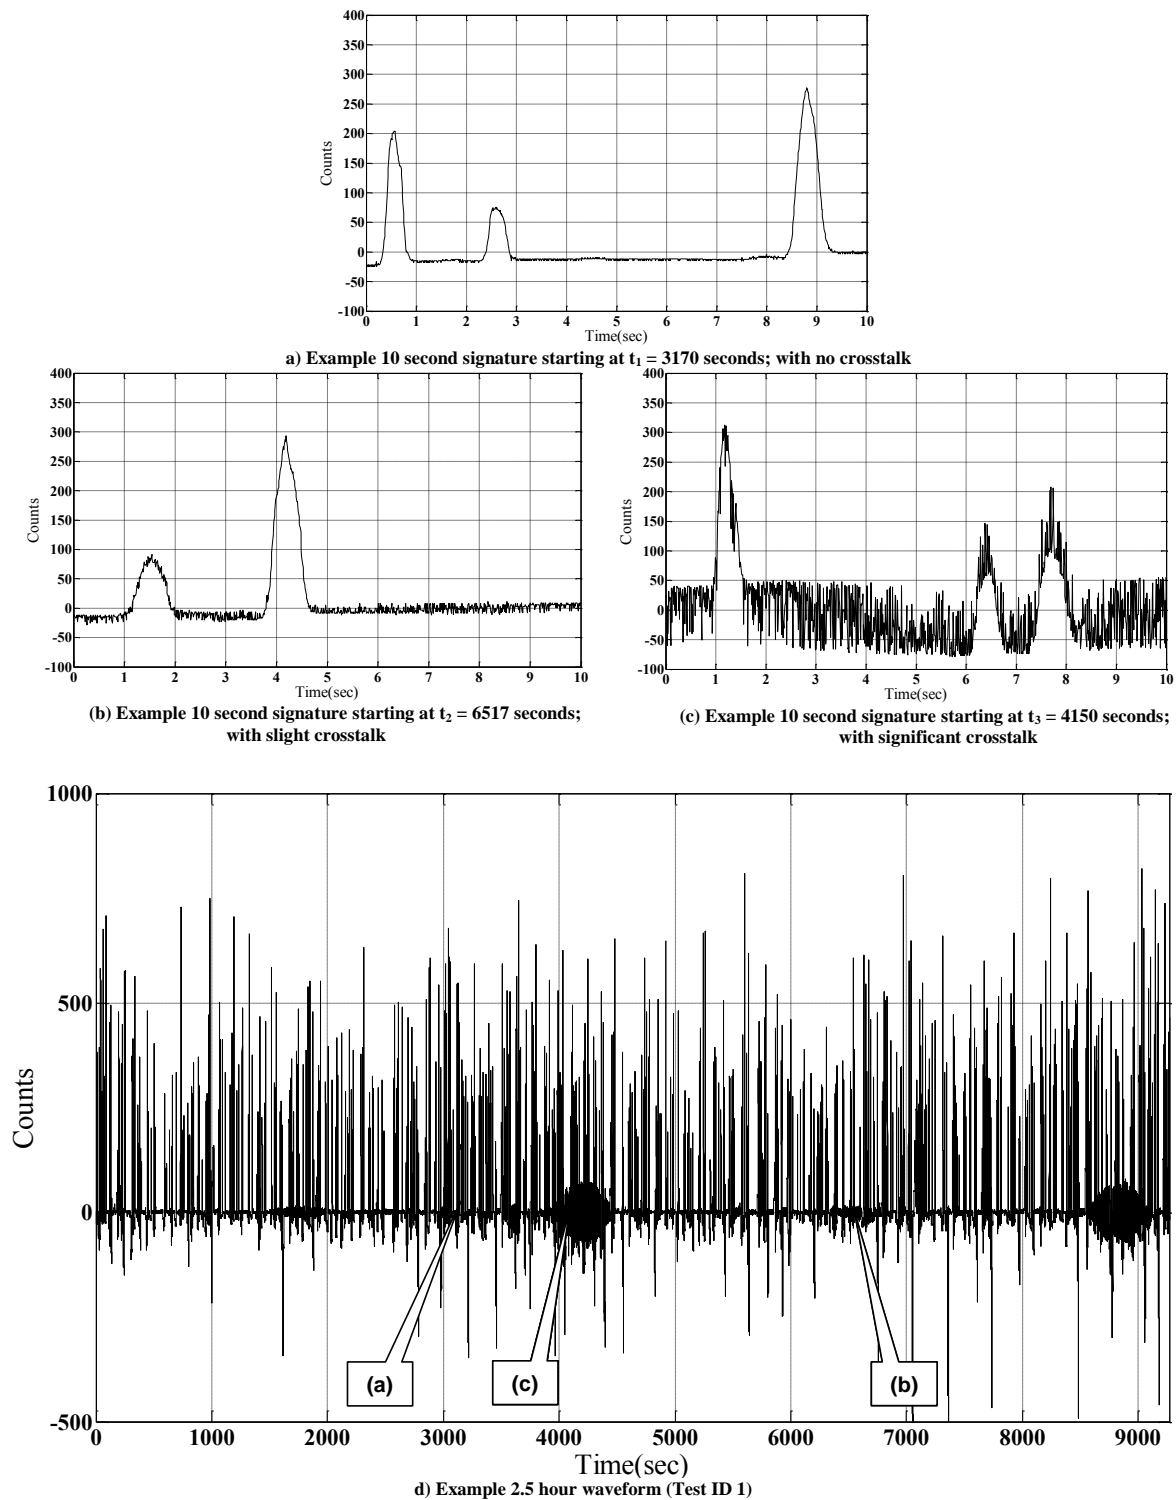 400
350
300
250
200
150
100
50
0
-50
-100
Counts
0 1 2 3 4 5 6 7 8 9 10
Time(sec)
a) Example 10 second signature starting at t₁ = 3170 seconds; with no crosstalk
400
350
300
250
200
150
100
50
0
-50
-100
Counts
0 1 2 3 4 5 6 7 8 9 10
Time(sec)
(b) Example 10 second signature starting at t₂ = 6517 seconds;
with slight crosstalk
400
350
300
250
200
150
100
50
0
-50
-100
Counts
0 1 2 3 4 5 6 7 8 9 10
Time(sec)
(c) Example 10 second signature starting at t₃ = 4150 seconds;
with significant crosstalk
1000
500
0
-500
Counts
(a)
(c)
(b)
0 1000 2000 3000 4000 5000 6000 7000 8000 9000
Time(sec)
d) Example 2.5 hour waveform (Test ID 1)